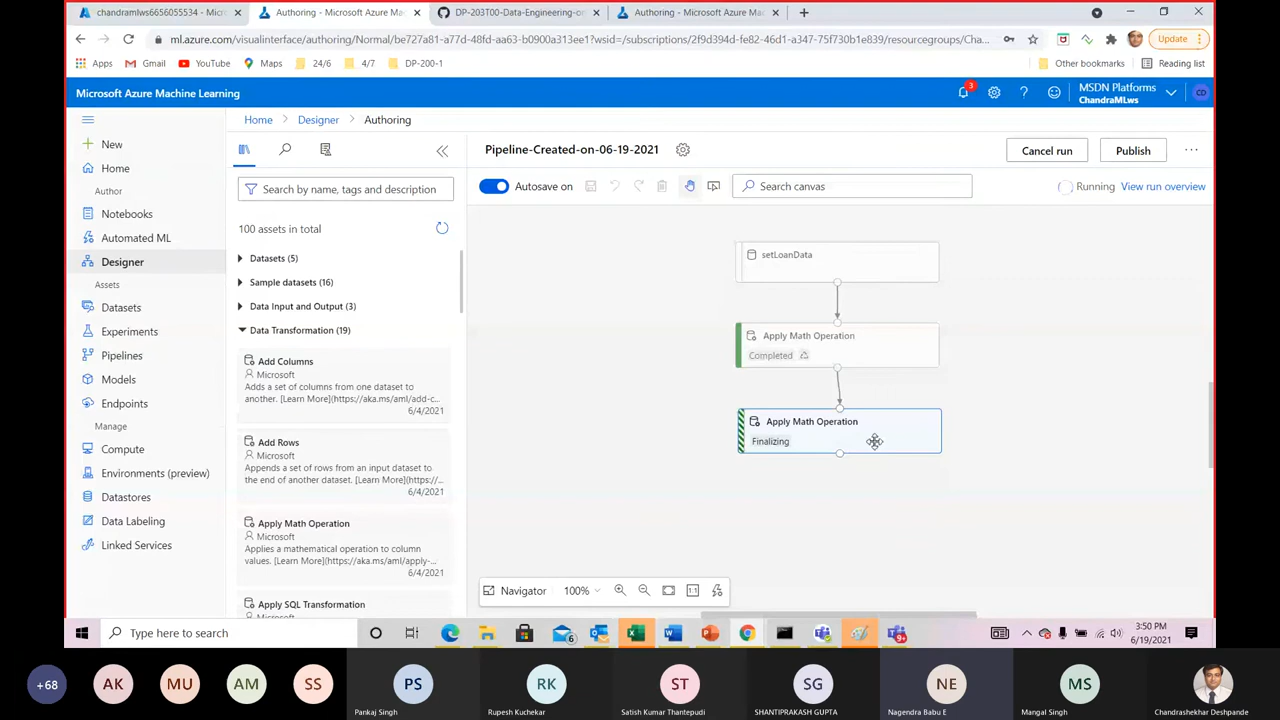 chandramlws6656055534 - Microso
Authoring - Microsoft Azure Mach
DP-203T00-Data-Engineering-on
Authoring - Microsoft Azure Mach
ml.azure.com/visualinterface/authoring/Normal/be727a81-a77d-48fd-aa63-b0900a313ee1?wsid=/subscriptions/2f9d394d-fe82-46d1-a347-75f730b1e839/resourcegroups/Cha...
Update
Apps
Gmail
YouTube
Maps
24/6
4/7
DP-200-1
Other bookmarks
Reading list
Microsoft Azure Machine Learning
3
MSDN Platforms
ChandraMLws
CD
Home
Designer
Authoring
New
Home
Author
Notebooks
Automated ML
Designer
Assets
Datasets
Experiments
Pipelines
Models
Endpoints
Manage
Compute
Environments (preview)
Datastores
Data Labeling
Linked Services
Search by name, tags and description
100 assets in total
Datasets (5)
Sample datasets (16)
Data Input and Output (3)
Data Transformation (19)
Add Columns
Microsoft
Adds a set of columns from one dataset to
another. [Learn More](https://aka.ms/aml/add-c...
6/4/2021
Add Rows
Microsoft
Appends a set of rows from an input dataset to
the end of another dataset. [Learn More](https:/...
6/4/2021
Apply Math Operation
Microsoft
Applies a mathematical operation to column
values. [Learn More](https://aka.ms/aml/apply-...
6/4/2021
Apply SQL Transformation
Microsoft
Pipeline-Created-on-06-19-2021
Cancel run
Publish
Autosave on
Search canvas
Running
View run overview
setLoanData
Apply Math Operation
Completed
Apply Math Operation
Finalizing
Navigator
100%
1:1
Type here to search
6
9+
3:50 PM
6/19/2021
+68
AK
MU
AM
SS
PS
Pankaj Singh
RK
Rupesh Kuchekar
ST
Satish Kumar Thantepudi
SG
SHANTIPRAKASH GUPTA
NE
Nagendra Babu E
MS
Mangal Singh
Chandrashekhar Deshpande